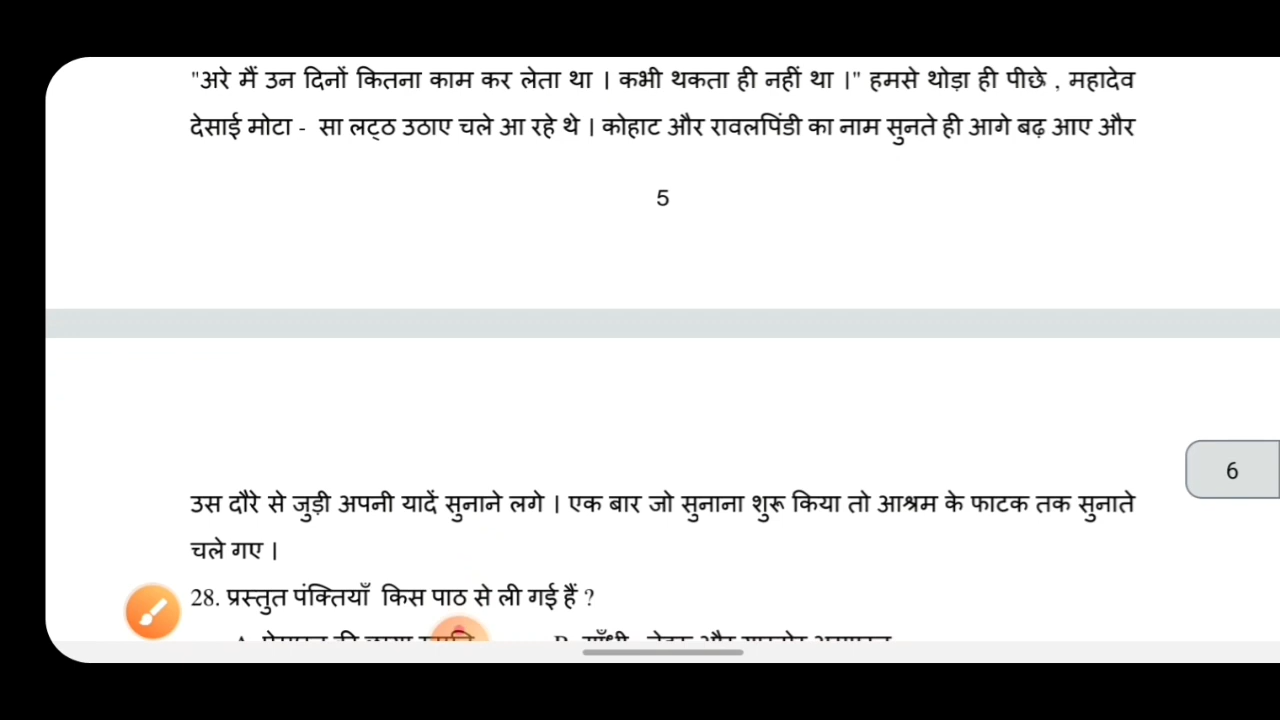 "अरे मैं उन दिनों कितना काम कर लेता था । कभी थकता ही नहीं था ।" हमसे थोड़ा ही पीछे , महादेव
देसाई मोटा - सा लट्ठ उठाए चले आ रहे थे । कोहाट और रावलपिंडी का नाम सुनते ही आगे बढ़ आए और
5
6
उस दौरे से जुड़ी अपनी यादें सुनाने लगे । एक बार जो सुनाना शुरू किया तो आश्रम के फाटक तक सुनाते
चले गए ।
28. प्रस्तुत पंक्तियाँ किस पाठ से ली गई हैं ?